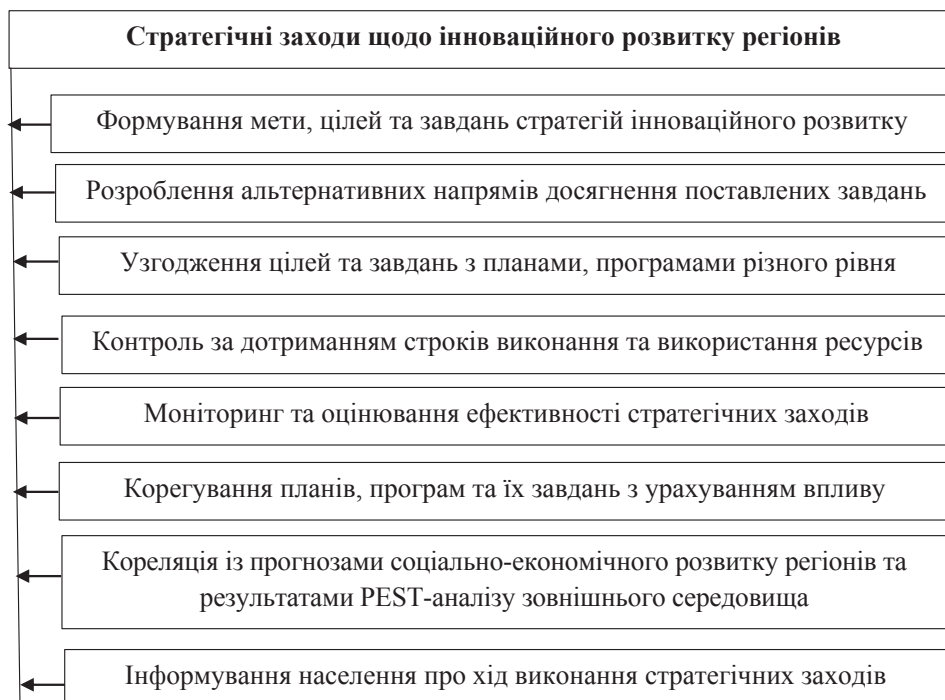 Стратегічні заходи щодо інноваційного розвитку регіонів
Формування мети, цілей та завдань стратегій інноваційного розвитку
Розроблення альтернативних напрямів досягнення поставлених завдань
Узгодження цілей та завдань з планами, програмами різного рівня
Контроль за дотриманням строків виконання та використання ресурсів
Моніторинг та оцінювання ефективності стратегічних заходів
Корегування планів, програм та їх завдань з урахуванням впливу
Кореляція із прогнозами соціально-економічного розвитку регіонів та
результатами PEST-аналізу зовнішнього середовища
Інформування населення про хід виконання стратегічних заходів